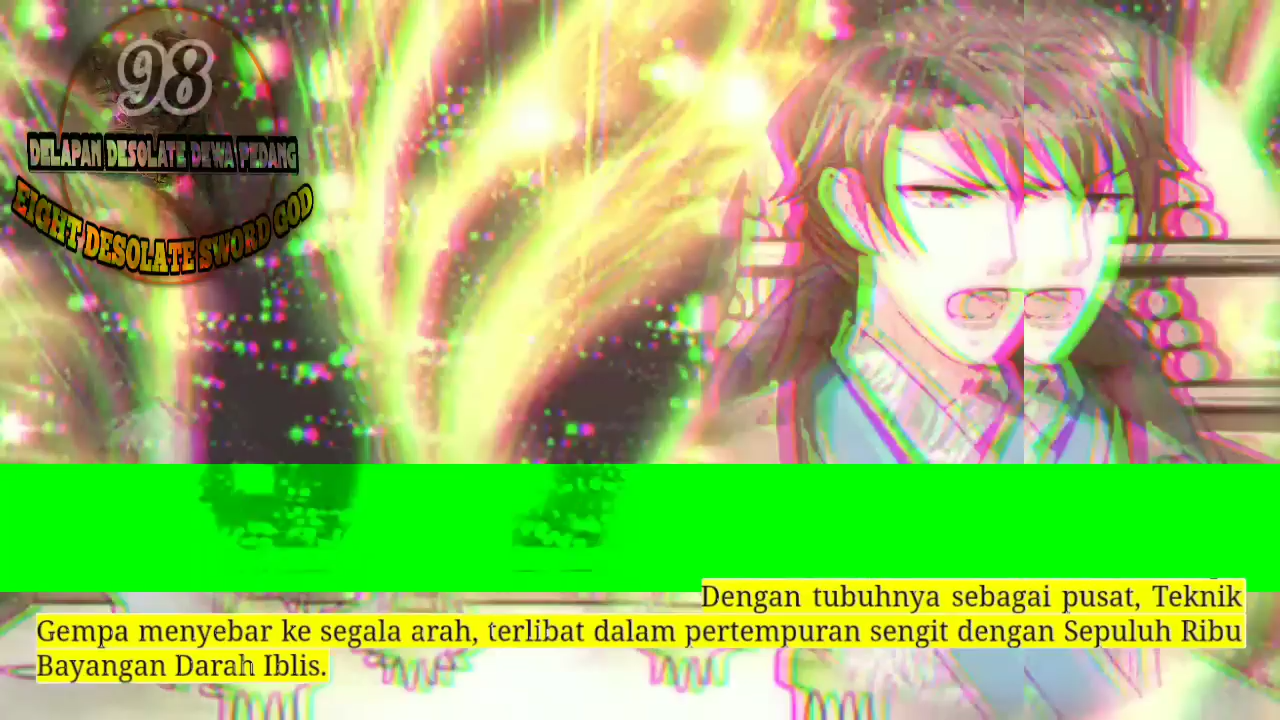 98
DELAPAN DESOLATE DEWA PEDANG
EIGHT DESOLATE SWORD GOD
Dengan tubuhnya sebagai pusat, Teknik
Gempa menyebar ke segala arah, terlibat dalam pertempuran sengit dengan Sepuluh Ribu
Bayangan Darah Iblis.